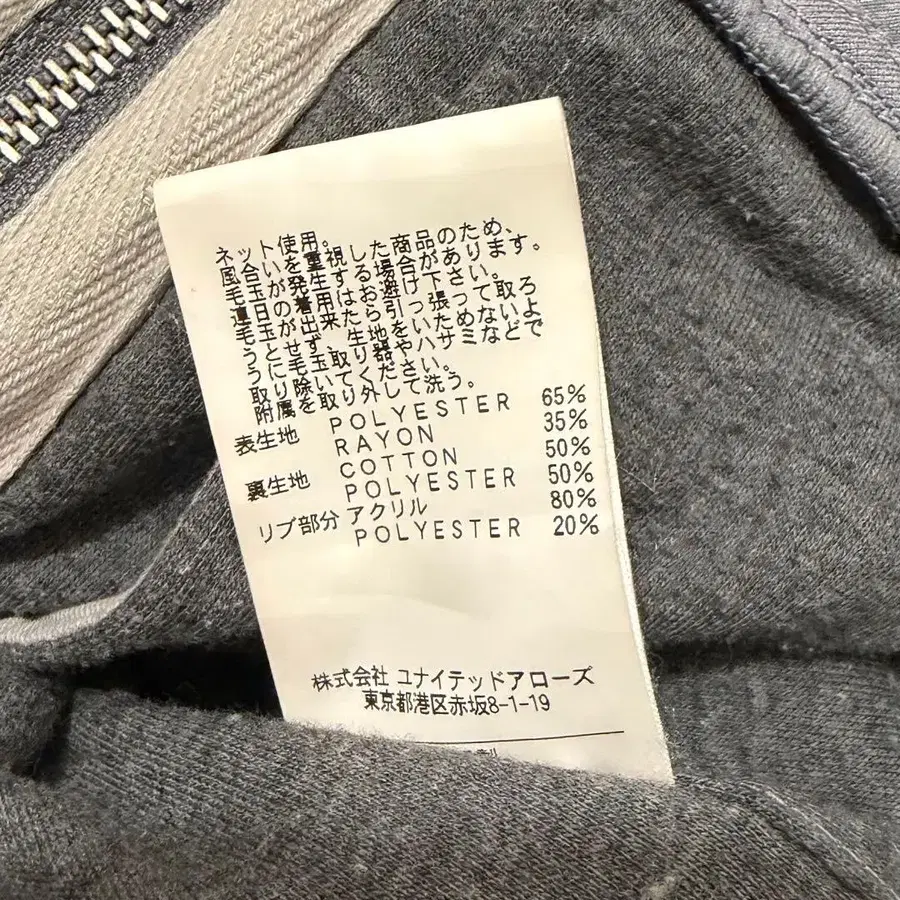 ネット使用。
風合いを重視した商品のため、
毛玉が発生する場合があります。
連日の着用はお避け下さい。
毛玉が出来たら引っ張って取ろ
うとせず、生地をいためないよ
うに毛玉取り器やハサミなどで
取り除いてください。
附属を取り外して洗う。
表生地 POLYESTER 65%
RAYON 35%
裏生地 COTTON 50%
POLYESTER 50%
リブ部分 アクリル 80%
POLYESTER 20%
株式会社 ユナイテッドアローズ
東京都港区赤坂8-1-19